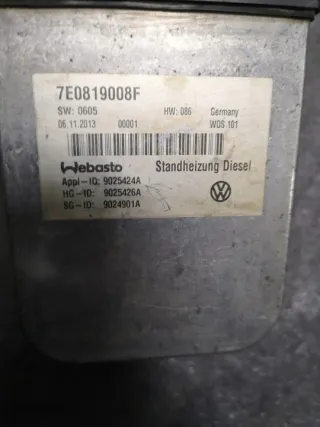 7E0819008F
SW: 0605 HW: 086 Germany
06.11.2013 00001 WDS 101
Webasto Standheizung Diesel
Appl-ID: 9025424A
HG-ID: 9025426A
SG-ID: 9024901A